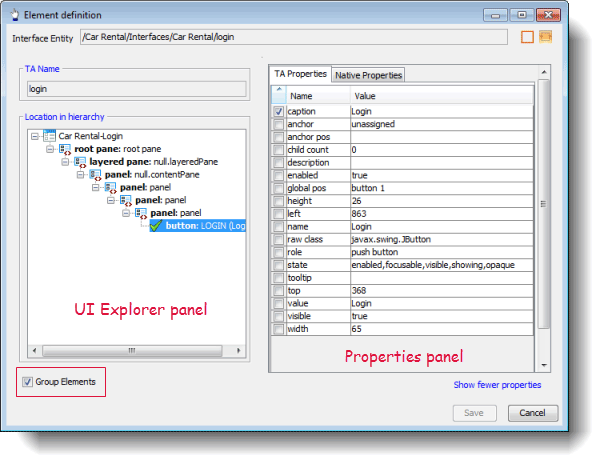 Element definition
Interface Entity /Car Rental/Interfaces/Car Rental/login
TA Name
login
Location in hierarchy
Car Rental-Login
root pane: root pane
layered pane: null.layeredPane
panel: null.contentPane
panel: panel
panel: panel
panel: panel
button: LOGIN (Log
UI Explorer panel
Group Elements
TA Properties Native Properties
Name Value
caption Login
anchor unassigned
anchor pos
child count 0
description
enabled true
global pos button 1
height 26
left 863
name Login
raw class javax.swing.JButton
role push button
state enabled,focusable,visible,showing,opaque
tooltip
top 368
value Login
visible true
width 65
Properties panel
Show fewer properties
Save Cancel